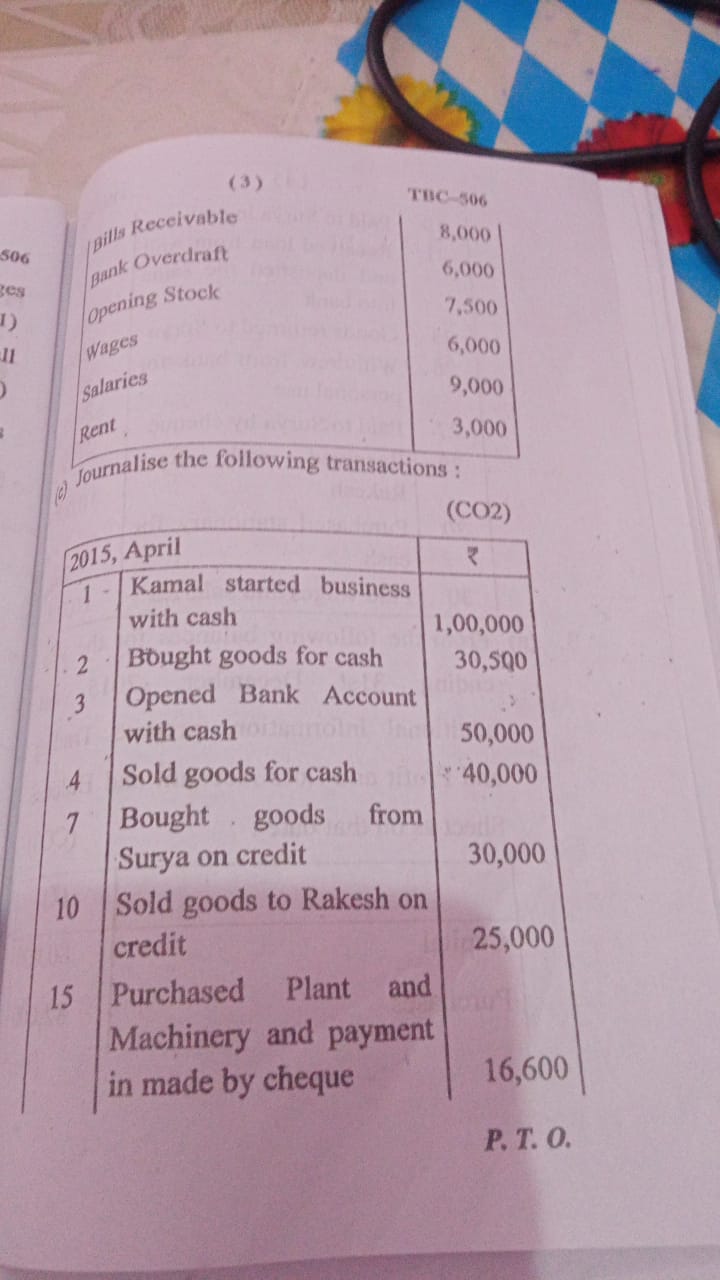 (3)
TBC-506
Bills Receivable 8,000
Bank Overdraft 6,000
Opening Stock 7,500
Wages 6,000
Salaries 9,000
Rent 3,000
(c) Journalise the following transactions :
(CO2)
2015, April ₹
1 Kamal started business
with cash 1,00,000
2 Bought goods for cash 30,500
3 Opened Bank Account
with cash 50,000
4 Sold goods for cash 40,000
7 Bought goods from
Surya on credit 30,000
10 Sold goods to Rakesh on
credit 25,000
15 Purchased Plant and
Machinery and payment
in made by cheque 16,600
P. T. O.
506